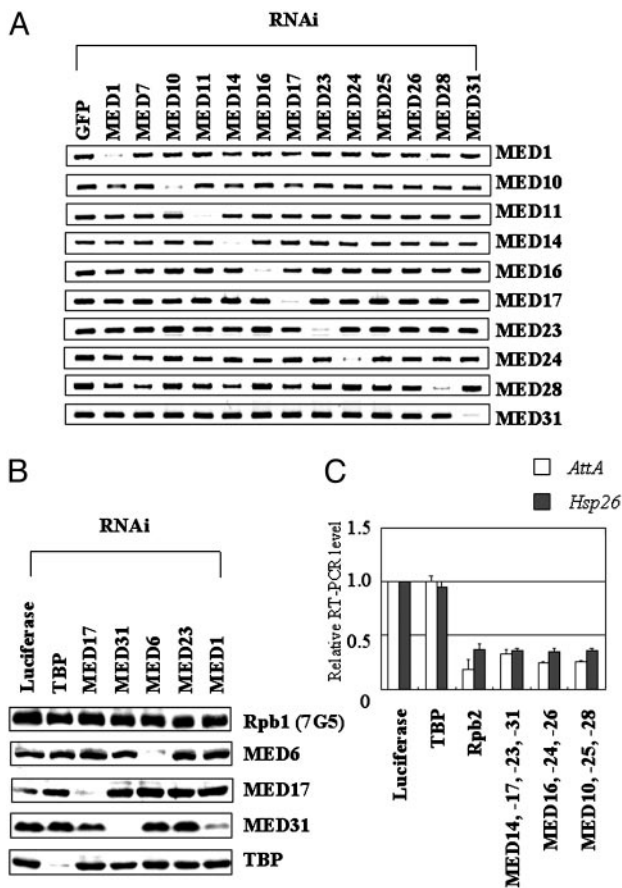 A
RNAi
GFP
MED1
MED7
MED10
MED11
MED14
MED16
MED17
MED23
MED24
MED25
MED26
MED28
MED31
MED1
MED10
MED11
MED14
MED16
MED17
MED23
MED24
MED28
MED31
B
RNAi
Luciferase
TBP
MED17
MED31
MED6
MED23
MED1
Rpb1 (7G5)
MED6
MED17
MED31
TBP
C
AttA
Hsp26
Relative RT-PCR level
1.5
1.0
0.5
0
Luciferase
TBP
Rpb2
MED14, -17, -23, -31
MED16, -24, -26
MED10, -25, -28